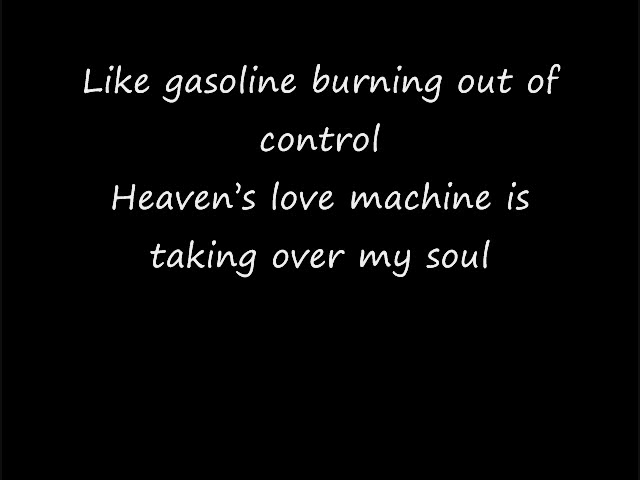 Like gasoline burning out of
control
Heaven’s love machine is
taking over my soul